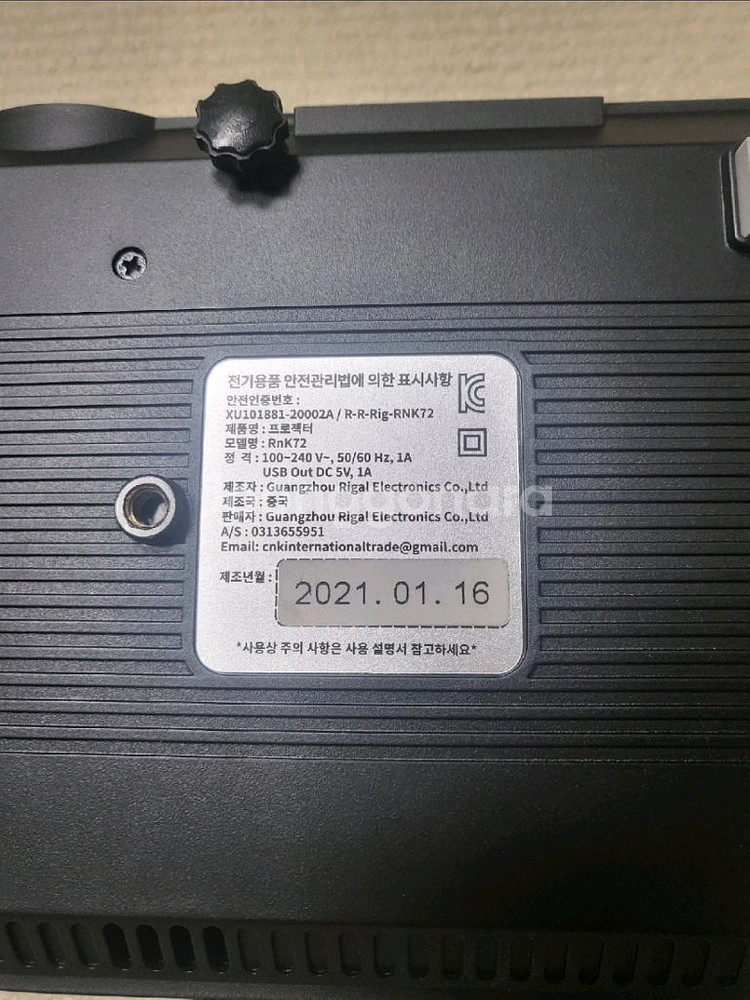 전기용품 안전관리법에 의한 표시사항
안전인증번호 :
XU101881-20002A / R-R-Rig-RNK72
제품명 : 프로젝터
모델명 : RnK72
정 격 : 100~240 V~, 50/60 Hz, 1A
USB Out DC 5V, 1A
제조자 : Guangzhou Rigal Electronics Co.,Ltd
제조국 : 중국
판매자 : Guangzhou Rigal Electronics Co.,Ltd
A/S : 0313655951
Email: cnkinternationaltrade@gmail.com
제조년월 : 2021. 01. 16
*사용상 주의 사항은 사용 설명서 참고하세요*